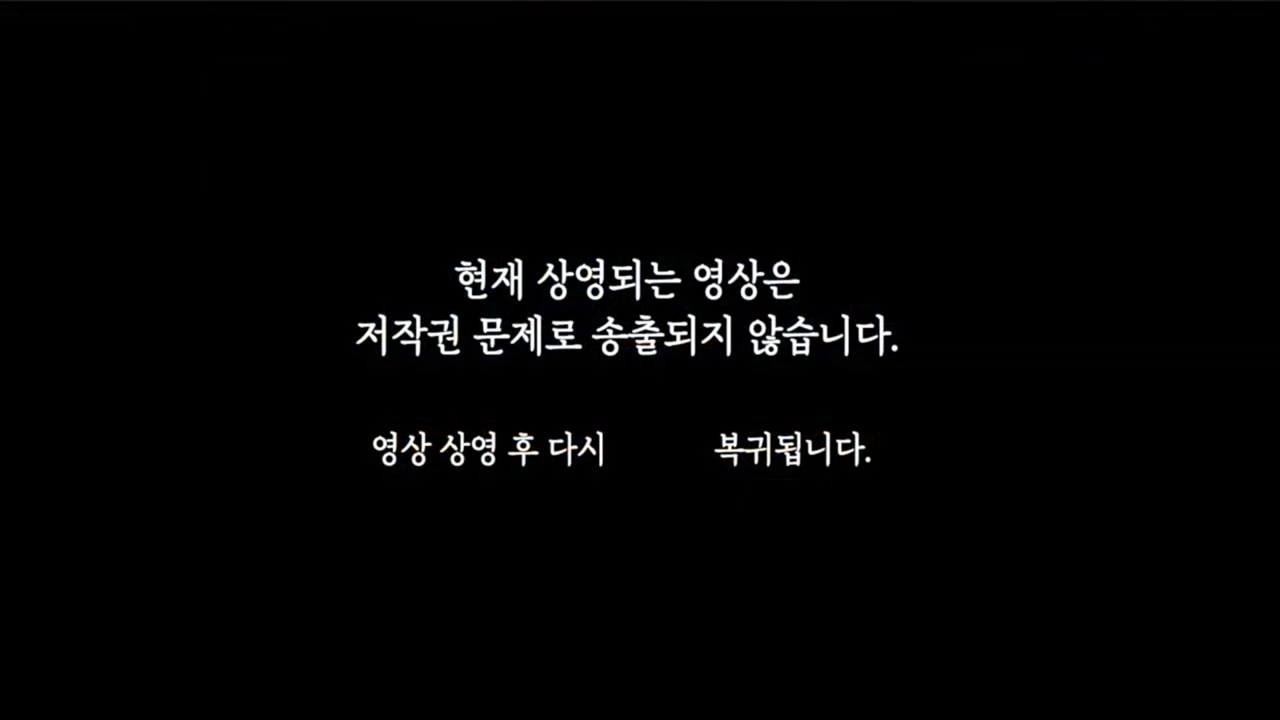 현재 상영되는 영상은
저작권 문제로 송출되지 않습니다.
영상 상영 후 다시 복귀됩니다.